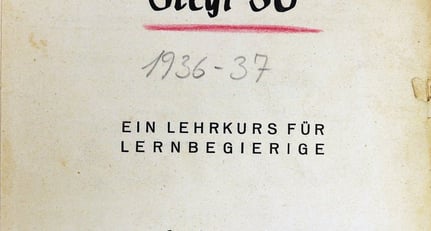 1936-37
EIN LEHRKURS FÜR
LERNBEGIERIGE